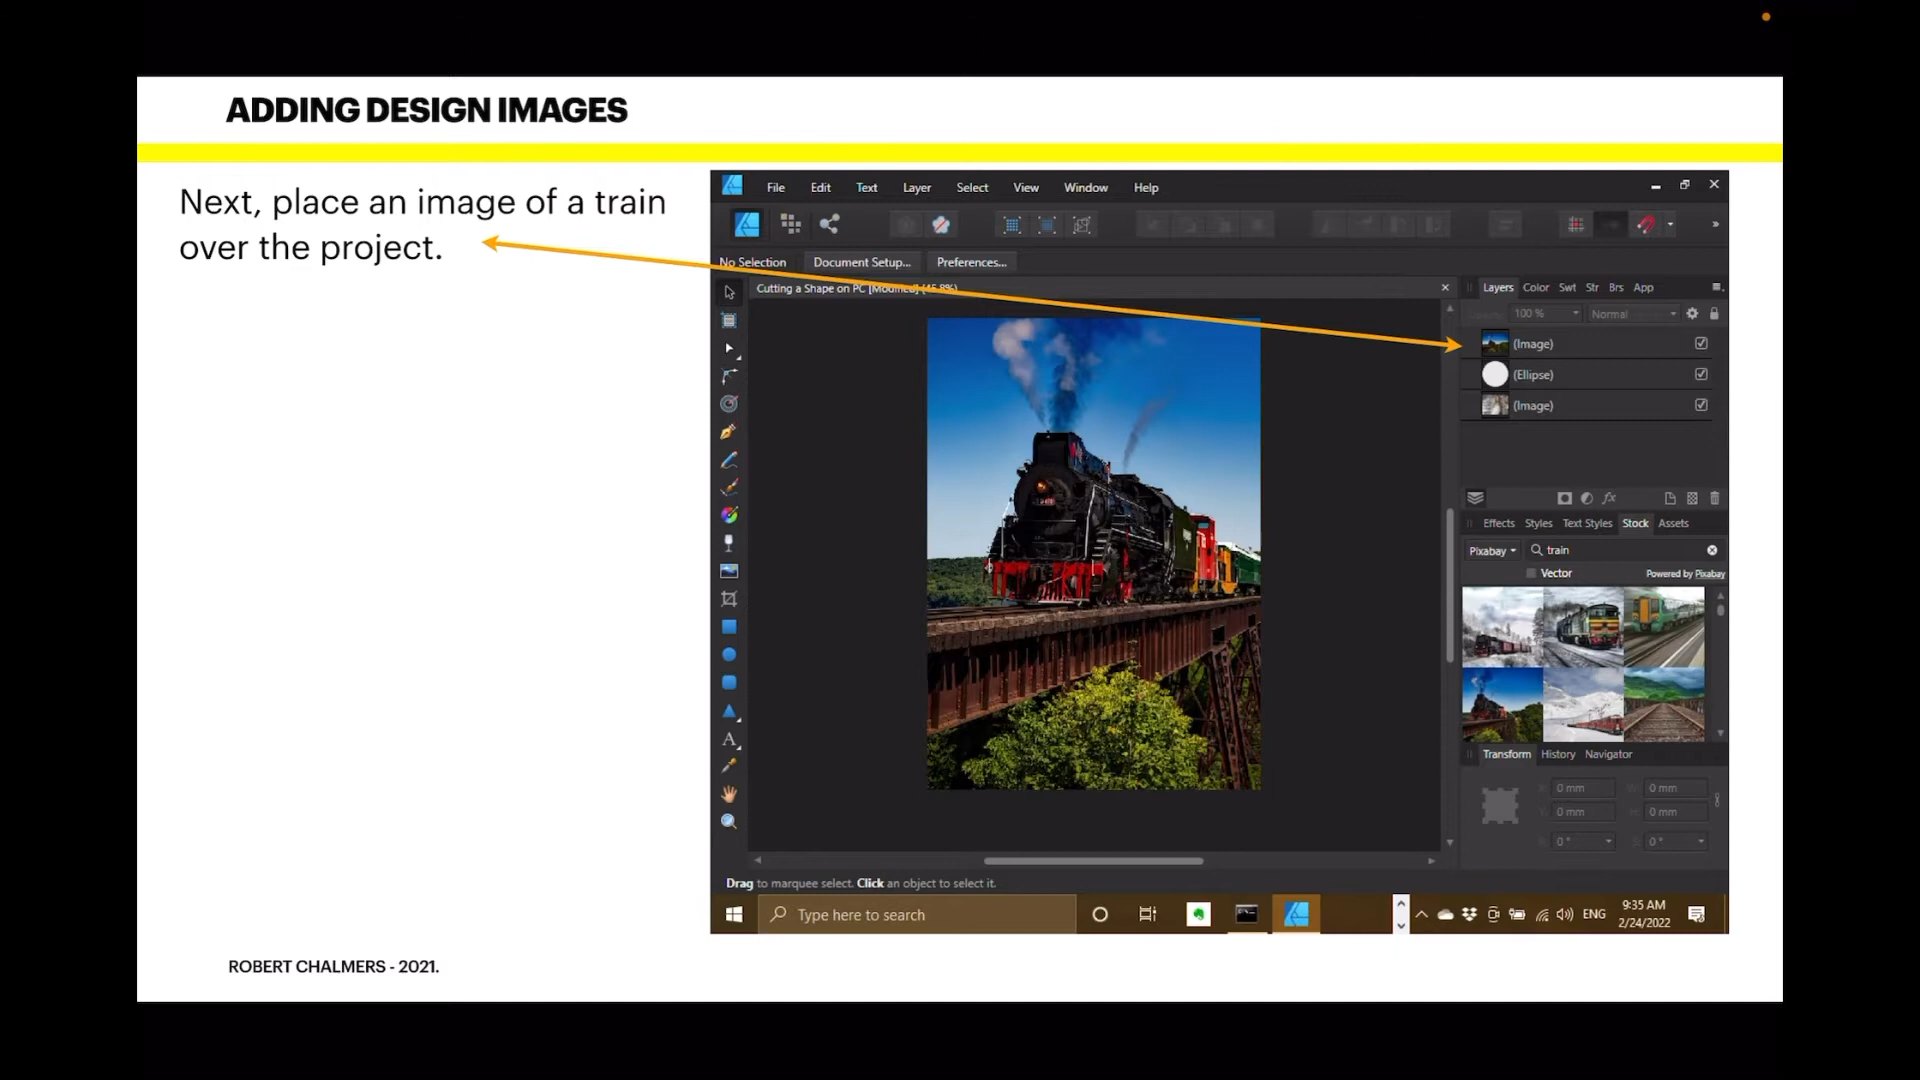 ADDING DESIGN IMAGES
Next, place an image of a train
over the project.
File Edit Text Layer Select View Window Help
No Selection Document Setup... Preferences...
Cutting a Shape on PC [Modified] (45.8%)
Layers Color Swt Str Brs App
100 % Normal
(Image)
(Ellipse)
(Image)
fx
Effects Styles Text Styles Stock Assets
Pixabay train
Vector Powered by Pixabay
Transform History Navigator
X: 0 mm W: 0 mm
Y: 0 mm H: 0 mm
R: 0 ° S: 0 °
Drag to marquee select. Click an object to select it.
Type here to search
ENG
9:35 AM
2/24/2022
ROBERT CHALMERS - 2021.